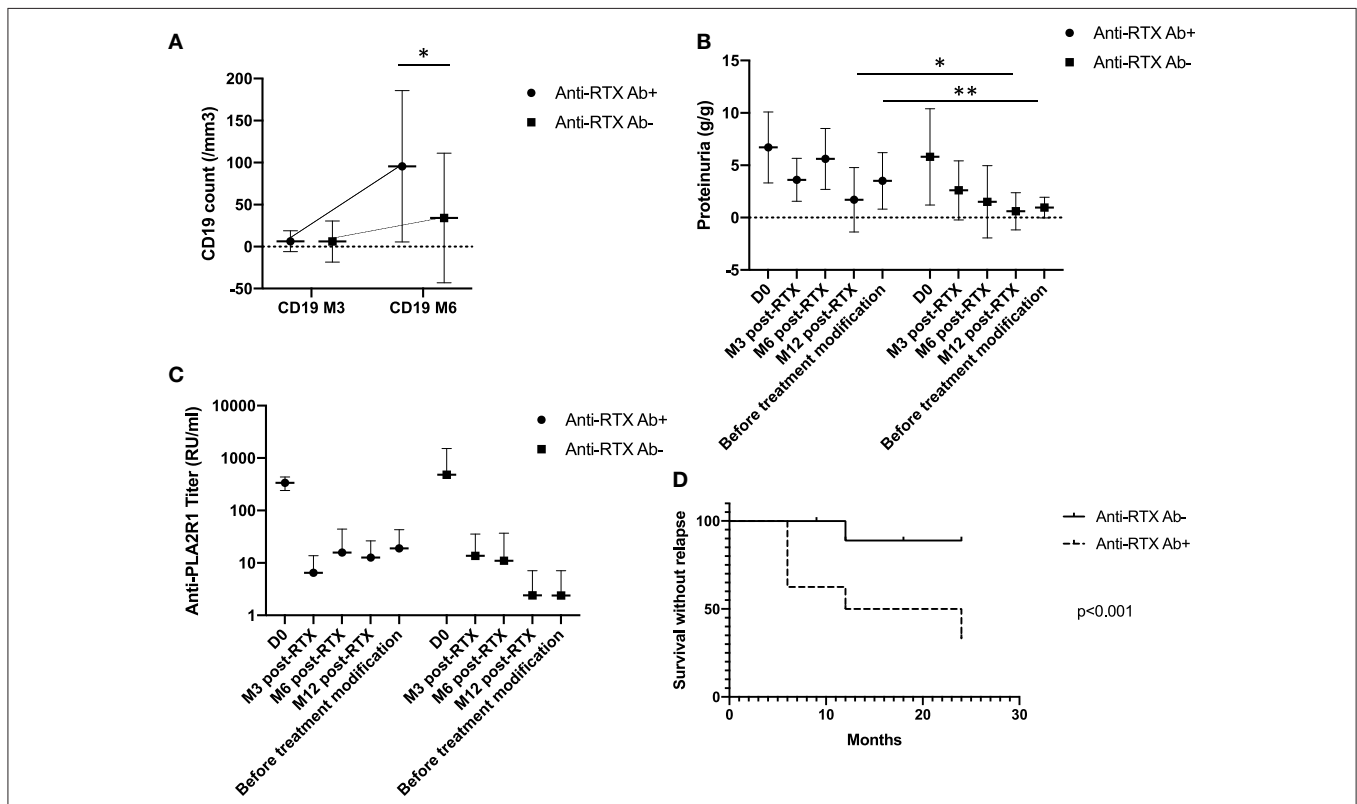 A
*
CD19 count (/mm3)
200
150
100
50
0
-50
CD19 M3
CD19 M6
Anti-RTX Ab+
Anti-RTX Ab-
B
*
**
Proteinuria (g/g)
15
10
5
0
-5
D0
M3 post-RTX
M6 post-RTX
M12 post-RTX
Before treatment modification
D0
M3 post-RTX
M6 post-RTX
M12 post-RTX
Before treatment modification
Anti-RTX Ab+
Anti-RTX Ab-
C
Anti-PLA2R1 Titer (RU/ml)
10000
1000
100
10
1
D0
M3 post-RTX
M6 post-RTX
M12 post-RTX
Before treatment modification
D0
M3 post-RTX
M6 post-RTX
M12 post-RTX
Before treatment modification
Anti-RTX Ab+
Anti-RTX Ab-
D
Survival without relapse
100
50
0
0
10
20
30
Months
Anti-RTX Ab-
Anti-RTX Ab+
p<0.001